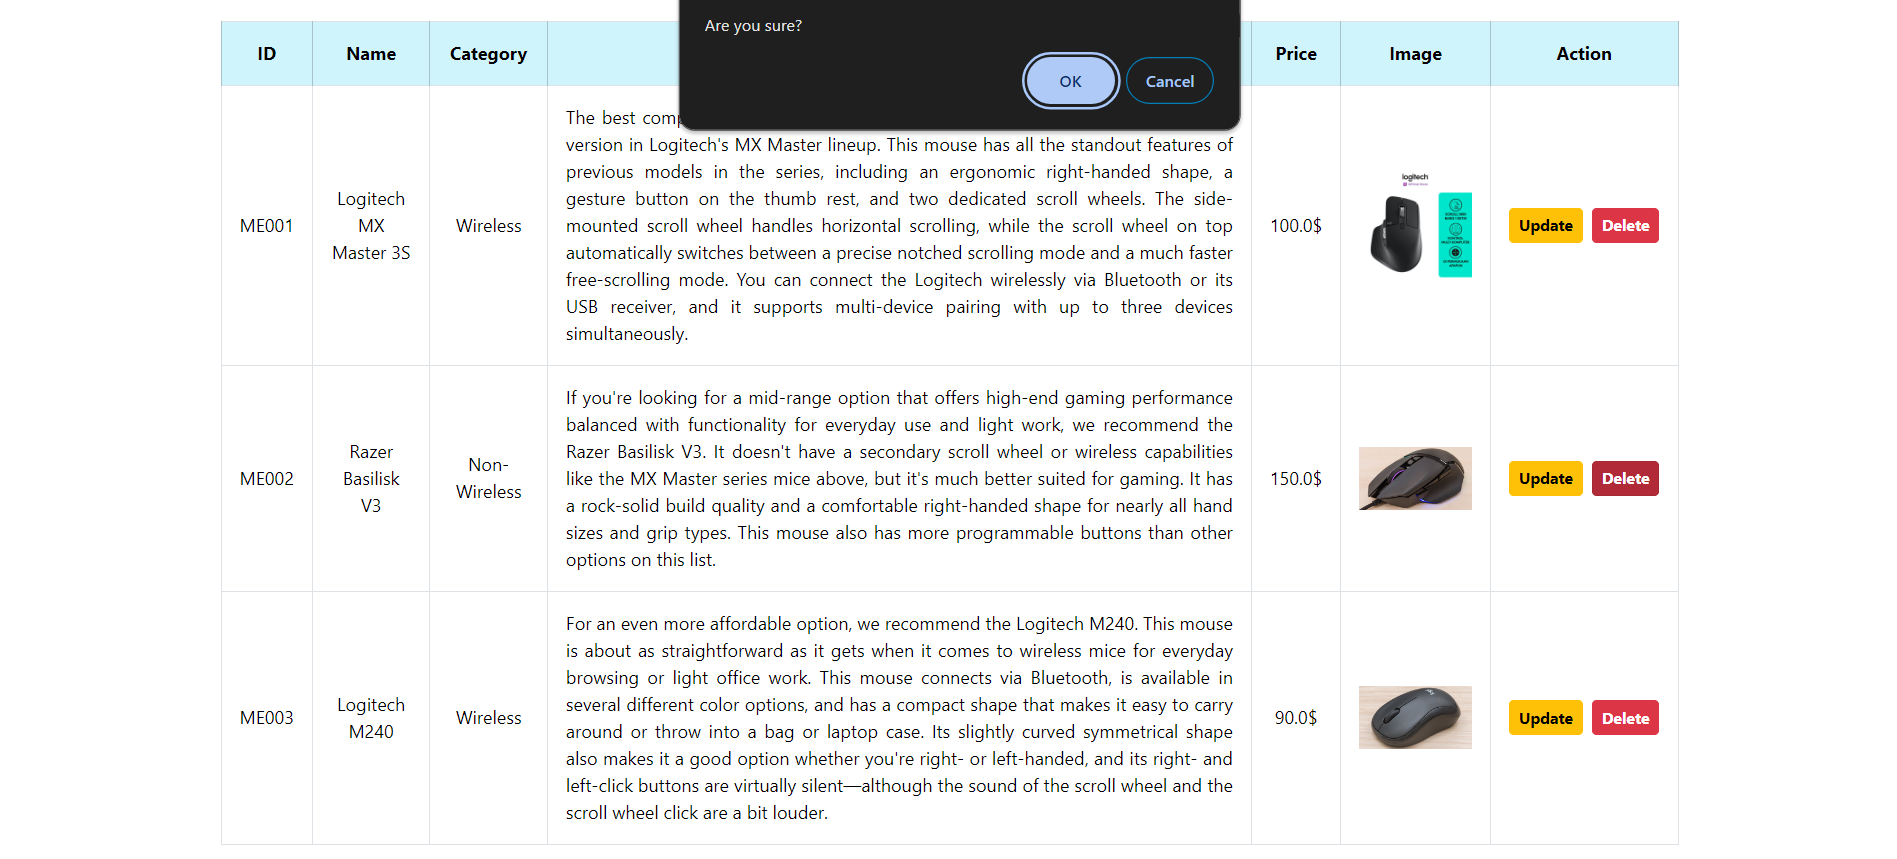 Are you sure?
OK
Cancel
ID
Name
Category
Price
Image
Action
ME001
Logitech
MX
Master 3S
Wireless
The best
version in Logitech's MX Master lineup. This mouse has all the standout features of
previous models in the series, including an ergonomic right-handed shape, a
gesture button on the thumb rest, and two dedicated scroll wheels. The side-
mounted scroll wheel handles horizontal scrolling, while the scroll wheel on top
automatically switches between a precise notched scrolling mode and a much faster
free-scrolling mode. You can connect the Logitech wirelessly via Bluetooth or its
USB receiver, and it supports multi-device pairing with up to three devices
simultaneously.
100.0$
logitech
Update
Delete
ME002
Razer
Basilisk
V3
Non-
Wireless
If you're looking for a mid-range option that offers high-end gaming performance
balanced with functionality for everyday use and light work, we recommend the
Razer Basilisk V3. It doesn't have a secondary scroll wheel or wireless capabilities
like the MX Master series mice above, but it's much better suited for gaming. It has
a rock-solid build quality and a comfortable right-handed shape for nearly all hand
sizes and grip types. This mouse also has more programmable buttons than other
options on this list.
150.0$
Update
Delete
ME003
Logitech
M240
Wireless
For an even more affordable option, we recommend the Logitech M240. This mouse
is about as straightforward as it gets when it comes to wireless mice for everyday
browsing or light office work. This mouse connects via Bluetooth, is available in
several different color options, and has a compact shape that makes it easy to carry
around or throw into a bag or laptop case. Its slightly curved symmetrical shape
also makes it a good option whether you're right- or left-handed, and its right- and
left-click buttons are virtually silent—although the sound of the scroll wheel and the
scroll wheel click are a bit louder.
90.0$
Update
Delete